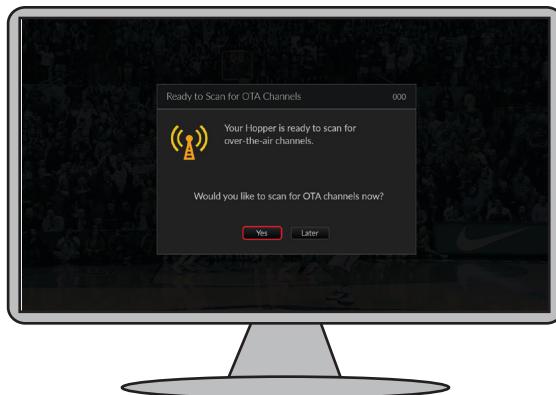 Ready to Scan for OTA Channels 000
Your Hopper is ready to scan for
over-the-air channels.
Would you like to scan for OTA channels now?
Yes Later